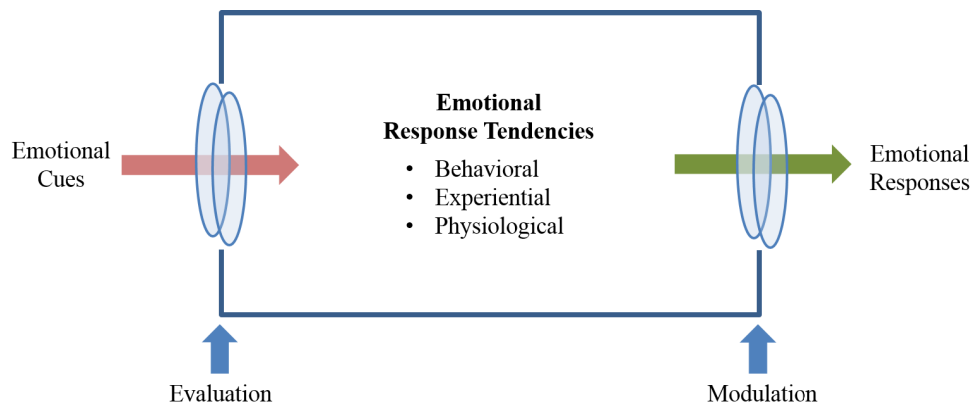 Emotional
Cues
Emotional
Response Tendencies
• Behavioral
• Experiential
• Physiological
Emotional
Responses
Evaluation
Modulation